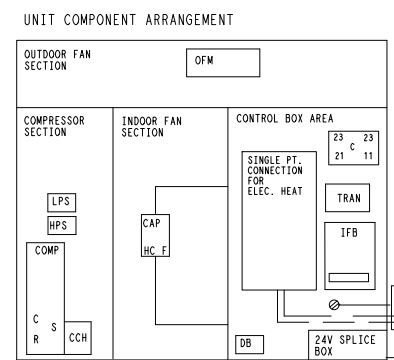 UNIT COMPONENT ARRANGEMENT
OUTDOOR FAN
SECTION
OFM
COMPRESSOR
SECTION
INDOOR FAN
SECTION
CONTROL BOX AREA
23 23
C
21 11
SINGLE PT.
CONNECTION
FOR
ELEC. HEAT
TRAN
LPS
HPS
CAP
HC F
IFB
COMP
C
S
R
CCH
DB
24V SPLICE
BOX